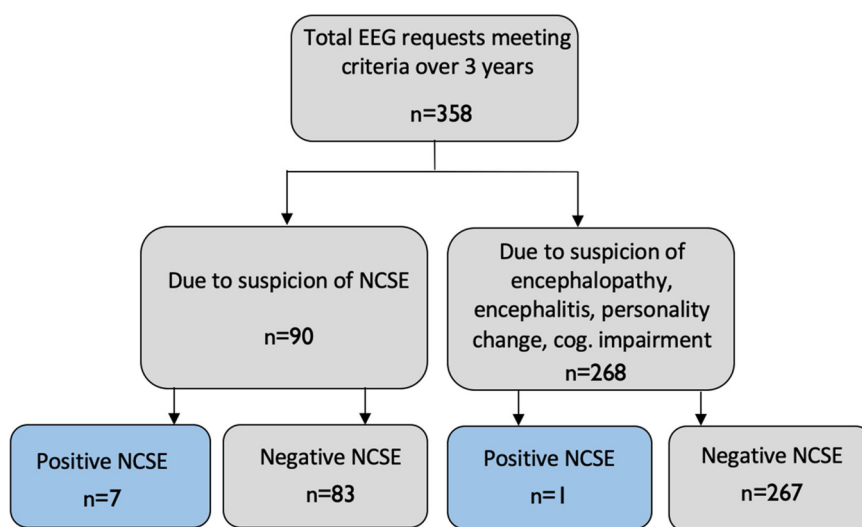 Total EEG requests meeting
criteria over 3 years
n=358
Due to suspicion of NCSE
n=90
Due to suspicion of
encephalopathy,
encephalitis, personality
change, cog. impairment
n=268
Positive NCSE
n=7
Negative NCSE
n=83
Positive NCSE
n=1
Negative NCSE
n=267